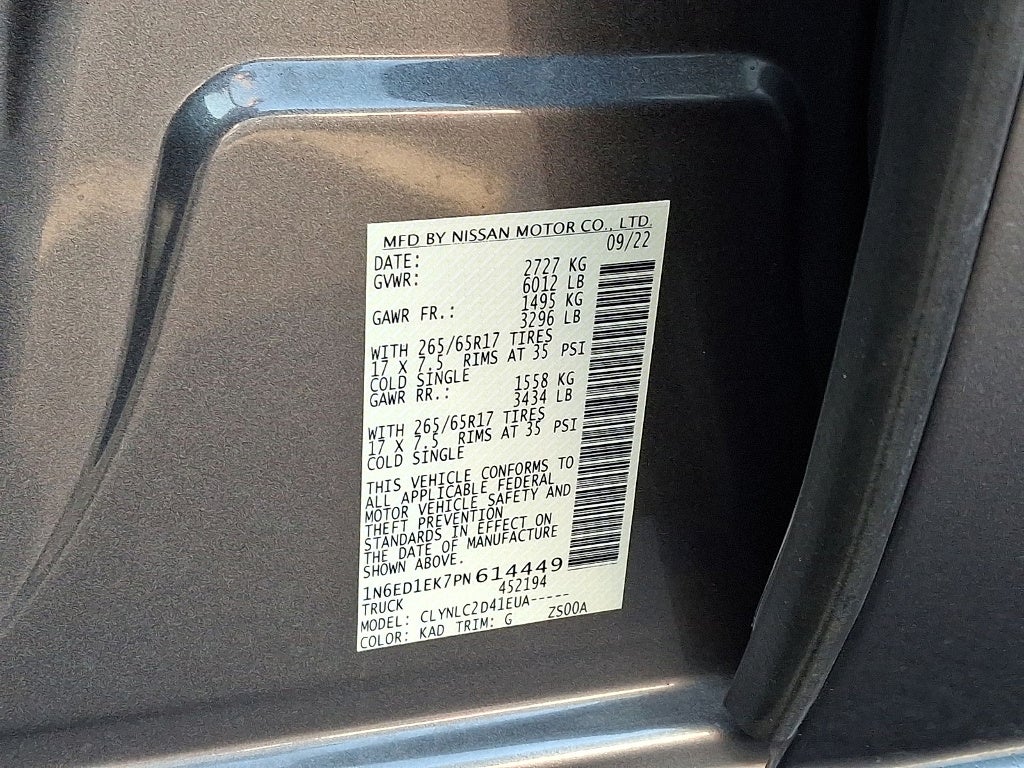 MFD BY NISSAN MOTOR CO., LTD.
DATE: 09/22
GVWR: 2727 KG
6012 LB
GAWR FR.: 1495 KG
3296 LB
WITH 265/65R17 TIRES
17 X 7.5 RIMS AT 35 PSI
COLD SINGLE
GAWR RR.: 1558 KG
3434 LB
WITH 265/65R17 TIRES
17 X 7.5 RIMS AT 35 PSI
COLD SINGLE
THIS VEHICLE CONFORMS TO
ALL APPLICABLE FEDERAL
MOTOR VEHICLE SAFETY AND
THEFT PREVENTION
STANDARDS IN EFFECT ON
THE DATE OF MANUFACTURE
SHOWN ABOVE.
1N6ED1EK7PN614449
TRUCK 452194
MODEL: CLYNLC2D41EUA-----
COLOR: KAD TRIM: G ZS00A